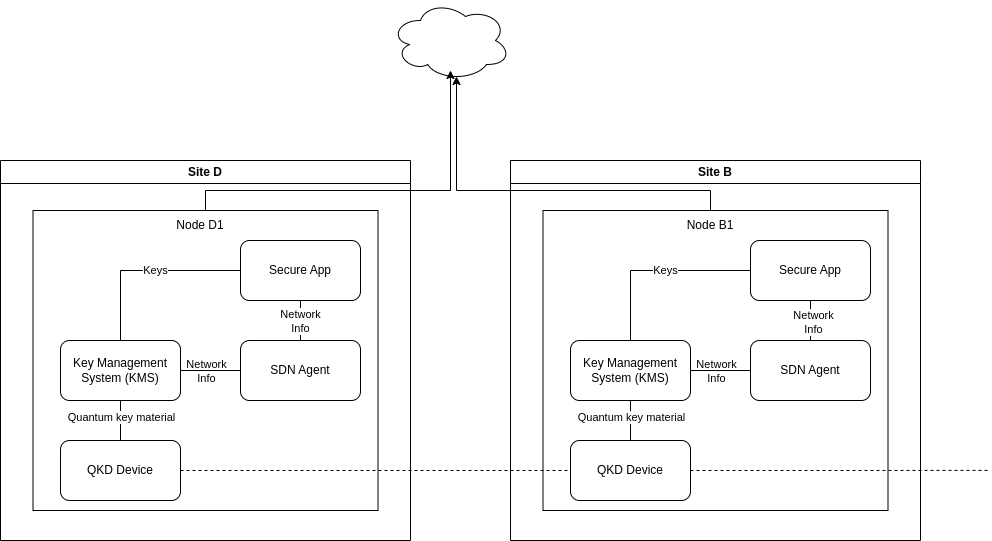 Site D
Site B
Node D1
Secure App
Keys
Network
Info
Key Management
System (KMS)
Network
Info
SDN Agent
Quantum key material
QKD Device
Node B1
Secure App
Keys
Network
Info
Key Management
System (KMS)
Network
Info
SDN Agent
Quantum key material
QKD Device